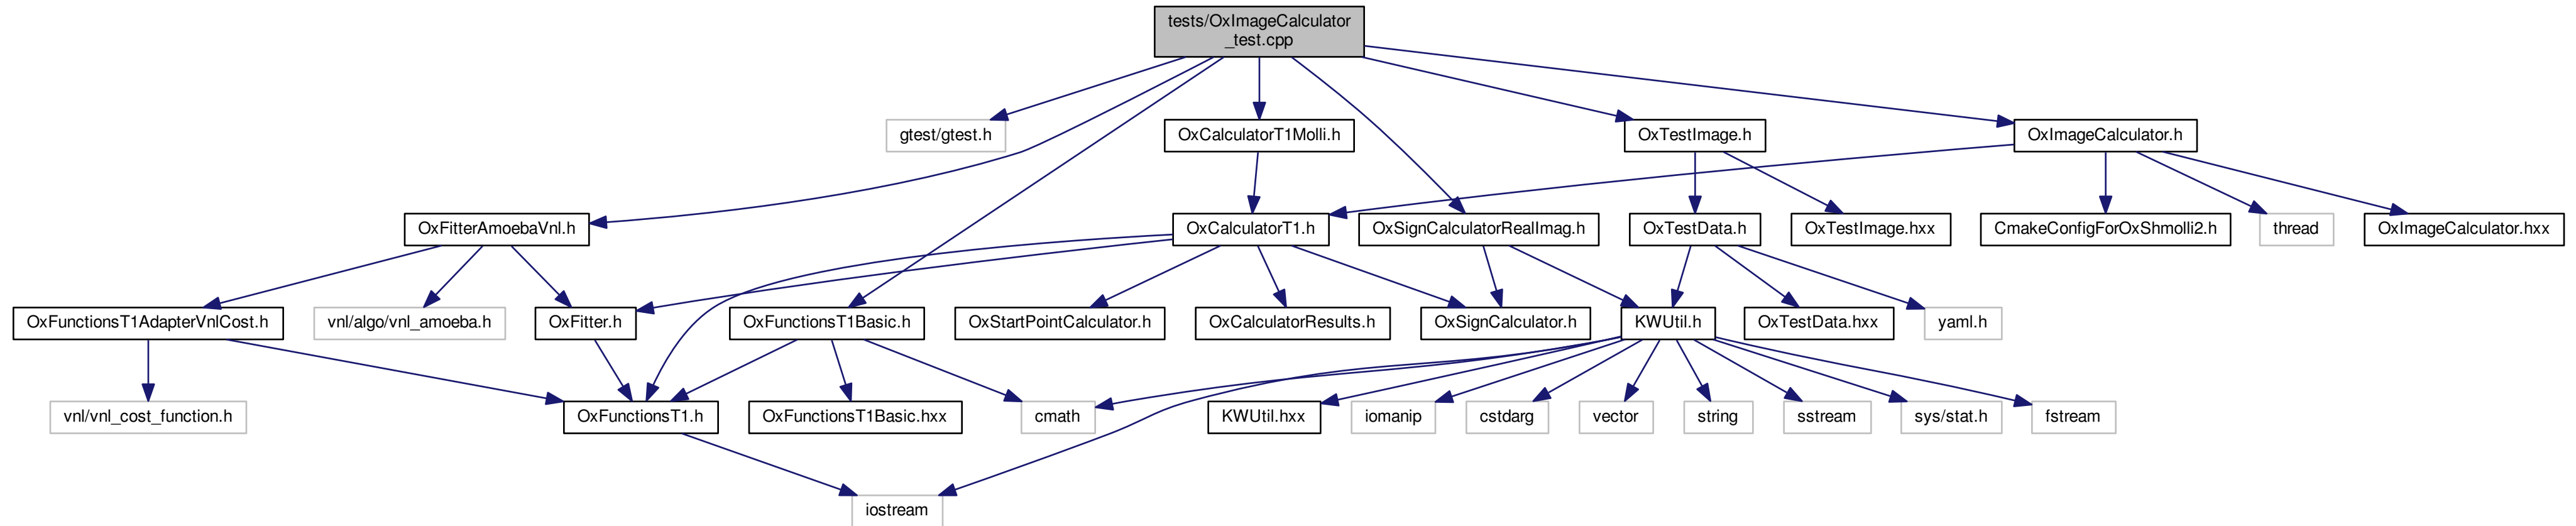 tests/OxImageCalculator
_test.cpp
gtest/gtest.h
OxCalculatorT1Molli.h
OxTestImage.h
OxImageCalculator.h
OxFitterAmoebaVnl.h
OxCalculatorT1.h
OxSignCalculatorRealImag.h
OxTestData.h
OxTestImage.hxx
CmakeConfigForOxShmolli2.h
thread
OxImageCalculator.hxx
OxFunctionsT1AdapterVnlCost.h
vnl/algo/vnl_amoeba.h
OxFitter.h
OxFunctionsT1Basic.h
OxStartPointCalculator.h
OxCalculatorResults.h
OxSignCalculator.h
KWUtil.h
OxTestData.hxx
yaml.h
vnl/vnl_cost_function.h
OxFunctionsT1.h
OxFunctionsT1Basic.hxx
cmath
KWUtil.hxx
iomanip
cstdarg
vector
string
sstream
sys/stat.h
fstream
iostream